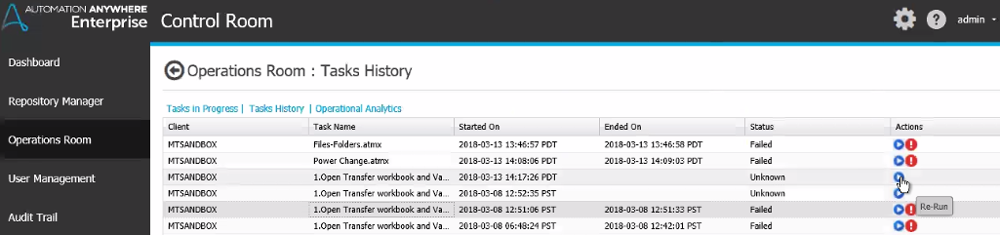 AUTOMATION ANYWHERE
Enterprise
Control Room
admin
Dashboard
Repository Manager
Operations Room
User Management
Audit Trail
Operations Room : Tasks History
Tasks in Progress | Tasks History | Operational Analytics
Client Task Name Started On Ended On Status Actions
MTSANDBOX Files-Folders.atmx 2018-03-13 13:46:57 PDT 2018-03-13 13:46:58 PDT Failed
MTSANDBOX Power Change.atmx 2018-03-13 14:08:06 PDT 2018-03-13 14:09:03 PDT Failed
MTSANDBOX 1.Open Transfer workbook and Va... 2018-03-13 14:17:26 PDT Unknown
MTSANDBOX 1.Open Transfer workbook and Va... 2018-03-08 12:52:35 PST Unknown
MTSANDBOX 1.Open Transfer workbook and Va... 2018-03-08 12:51:06 PST 2018-03-08 12:51:33 PST Failed
MTSANDBOX 1.Open Transfer workbook and Va... 2018-03-08 06:48:24 PST 2018-03-08 12:42:01 PST Failed
Re-Run